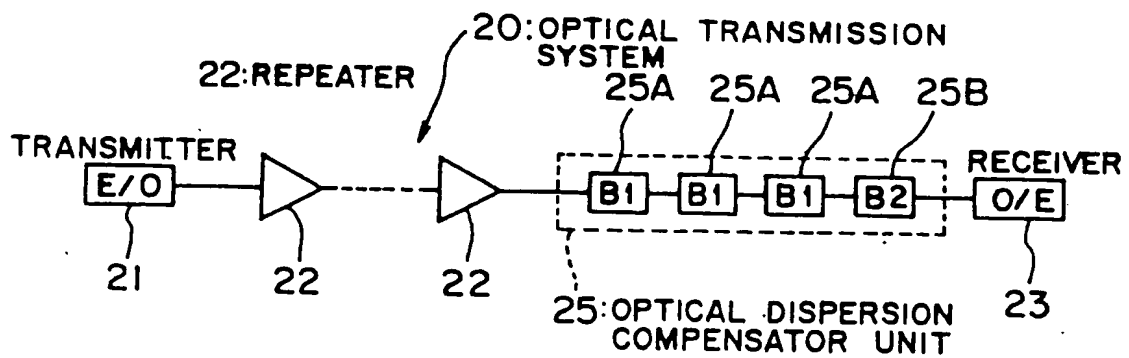 20:OPTICAL TRANSMISSION
SYSTEM
22:REPEATER
25A 25A 25A 25B
TRANSMITTER
RECEIVER
E/O
B1 B1 B1 B2
O/E
21
22
22
25:OPTICAL DISPERSION
COMPENSATOR UNIT
23